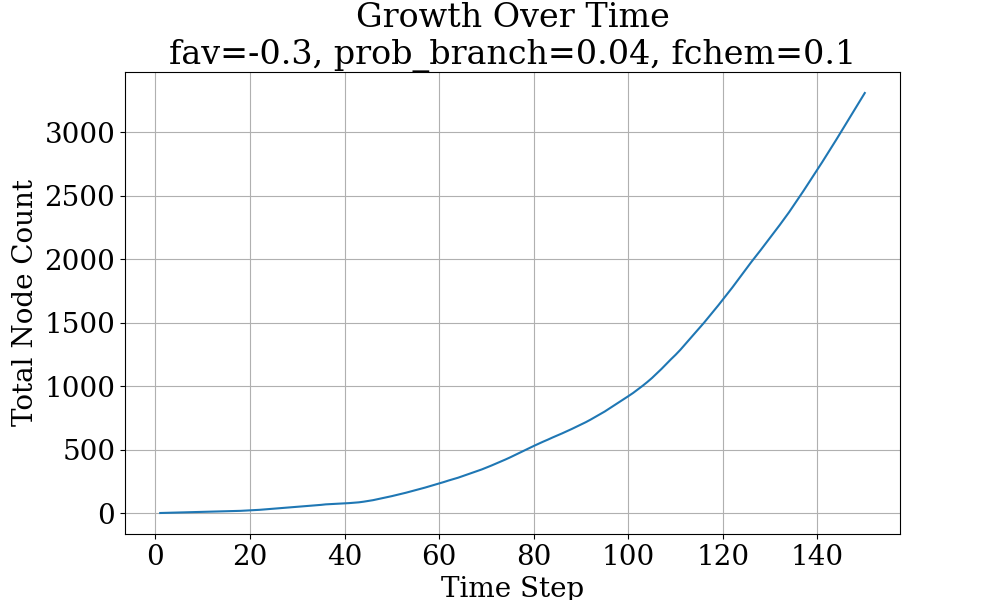 Growth Over Time
fav=-0.3, prob_branch=0.04, fchem=0.1
Total Node Count
3000
2500
2000
1500
1000
500
0
0 20 40 60 80 100 120 140
Time Step